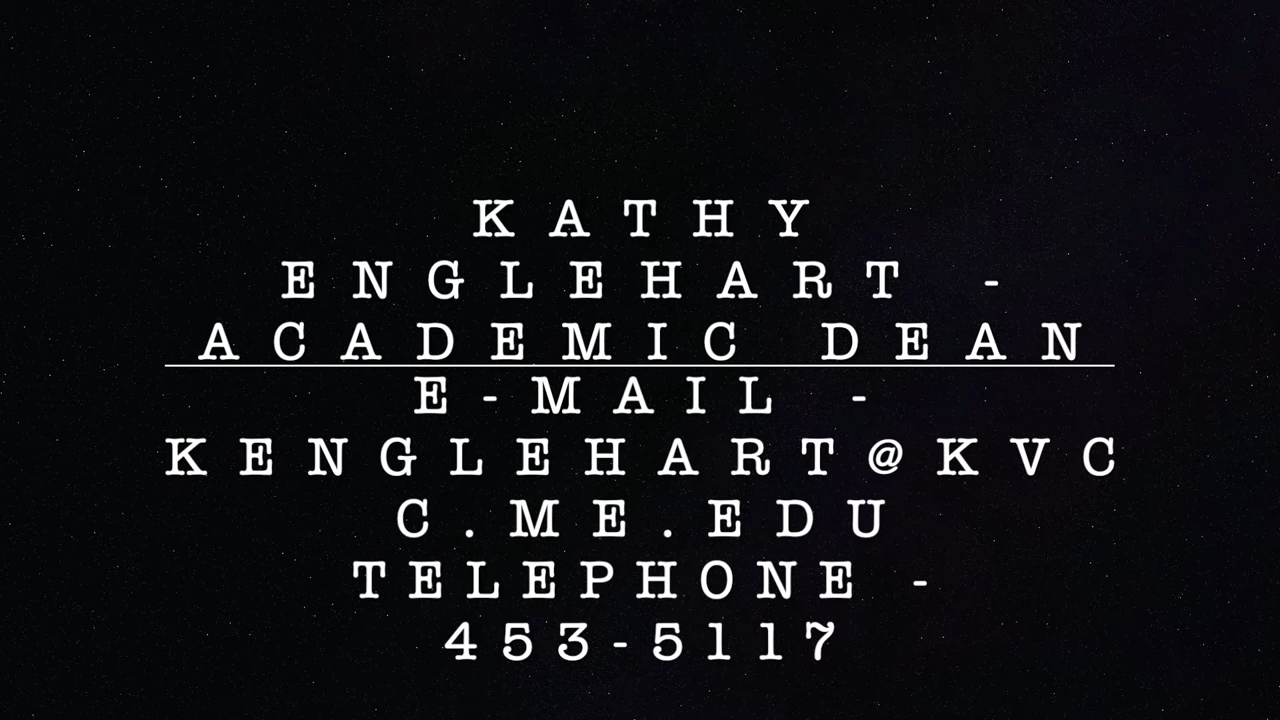 KATHY
ENGLEHART -
ACADEMIC DEAN
E-MAIL -
KENGLEHART@KVC
C.ME.EDU
TELEPHONE -
453-5117